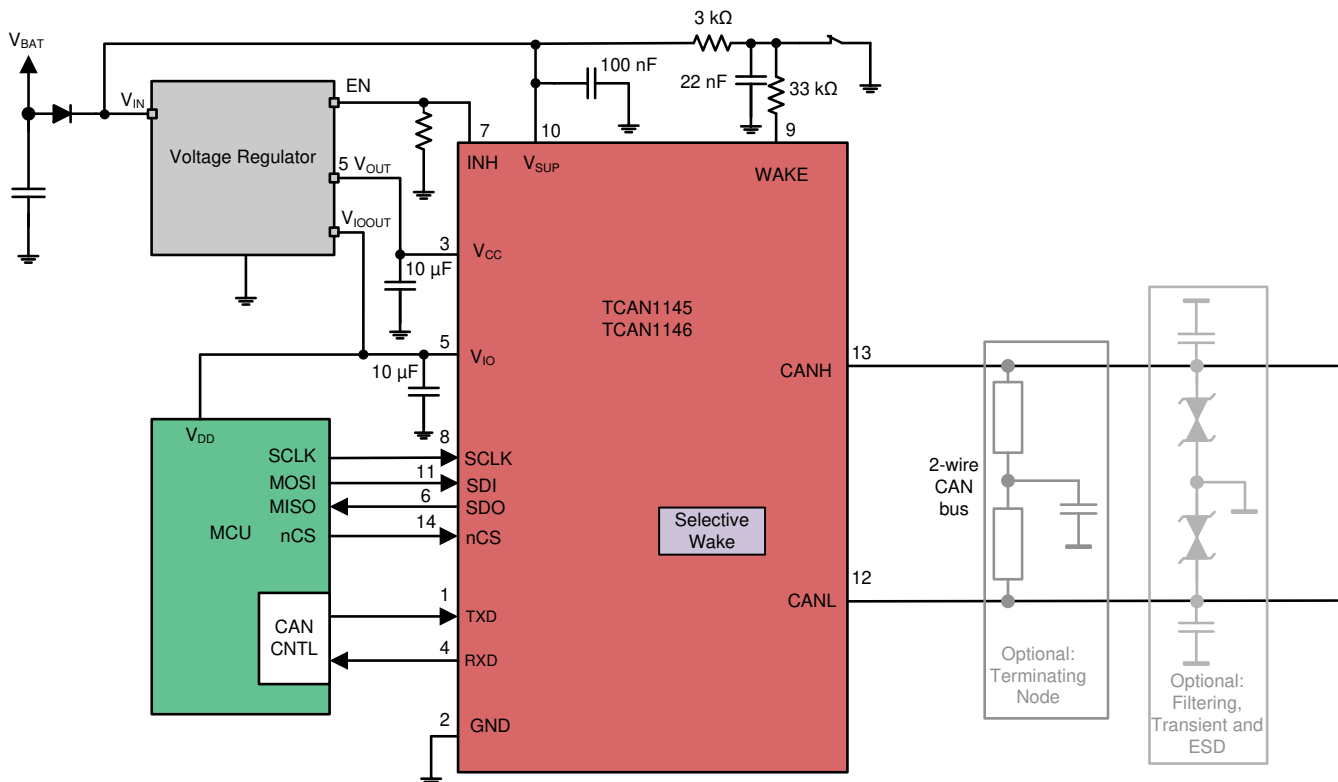 3 kΩ
VBAT
100 nF
22 nF
33 kΩ
VIN
EN
7
10
9
Voltage Regulator
INH
VSUP
WAKE
5 VOUT
VIOOUT
3
VCC
10 µF
TCAN1145
TCAN1146
5
VIO
10 µF
13
CANH
VDD
8
SCLK
SCLK
11
MOSI
SDI
6
MISO
SDO
MCU
14
nCS
nCS
Selective
Wake
2-wire
CAN
bus
12
CANL
1
TXD
CAN
CNTL
4
RXD
2
GND
Optional:
Terminating
Node
Optional:
Filtering,
Transient and
ESD